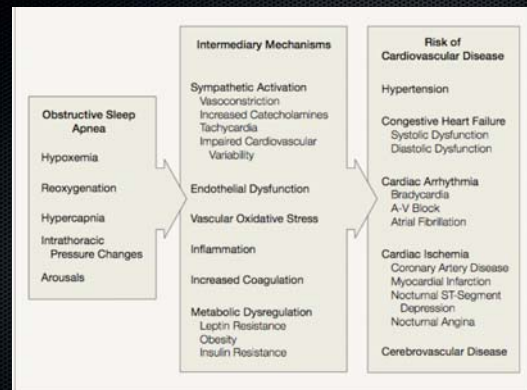 Obstructive Sleep
Apnea
Hypoxemia
Reoxygenation
Hypercapnia
Intrathoracic
Pressure Changes
Arousals
Intermediary Mechanisms
Sympathetic Activation
Vasoconstriction
Increased Catecholamines
Tachycardia
Impaired Cardiovascular
Variability
Endothelial Dysfunction
Vascular Oxidative Stress
Inflammation
Increased Coagulation
Metabolic Dysregulation
Leptin Resistance
Obesity
Insulin Resistance
Risk of
Cardiovascular Disease
Hypertension
Congestive Heart Failure
Systolic Dysfunction
Diastolic Dysfunction
Cardiac Arrhythmia
Bradycardia
A-V Block
Atrial Fibrillation
Cardiac Ischemia
Coronary Artery Disease
Myocardial Infarction
Nocturnal ST-Segment
Depression
Nocturnal Angina
Cerebrovascular Disease